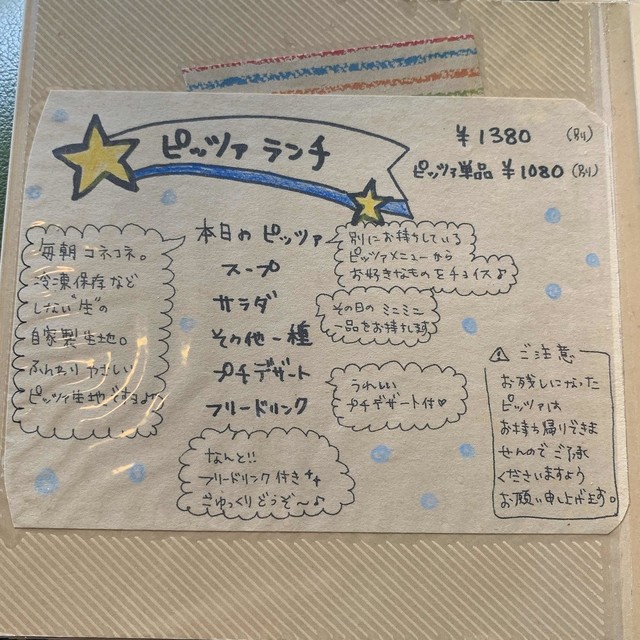 ピッツァ ランチ
¥1380 (別)
ピッツァ単品 ¥1080 (別)
本日の ピッツァ
スープ
サラダ
その他一種
プチデザート
フリードリンク
毎朝 コネコネ。
冷凍保存など
しない"生"の
自家製生地。
ふんわり やさしい
ピッツァ生地ですよ♪
別にお持ちしている
ピッツァメニューから
お好きなものをチョイス♪
その日の ミニミニ
一品をお持ちします
うれしい
プチデザート付♡
なんと!!
フリードリンク付き
ごゆっくりどうぞ〜♪
⚠ ご注意
お残しになった
ピッツァは
お持ち帰りできま
せんので ご了承
くださいますよう
お願い申し上げます。